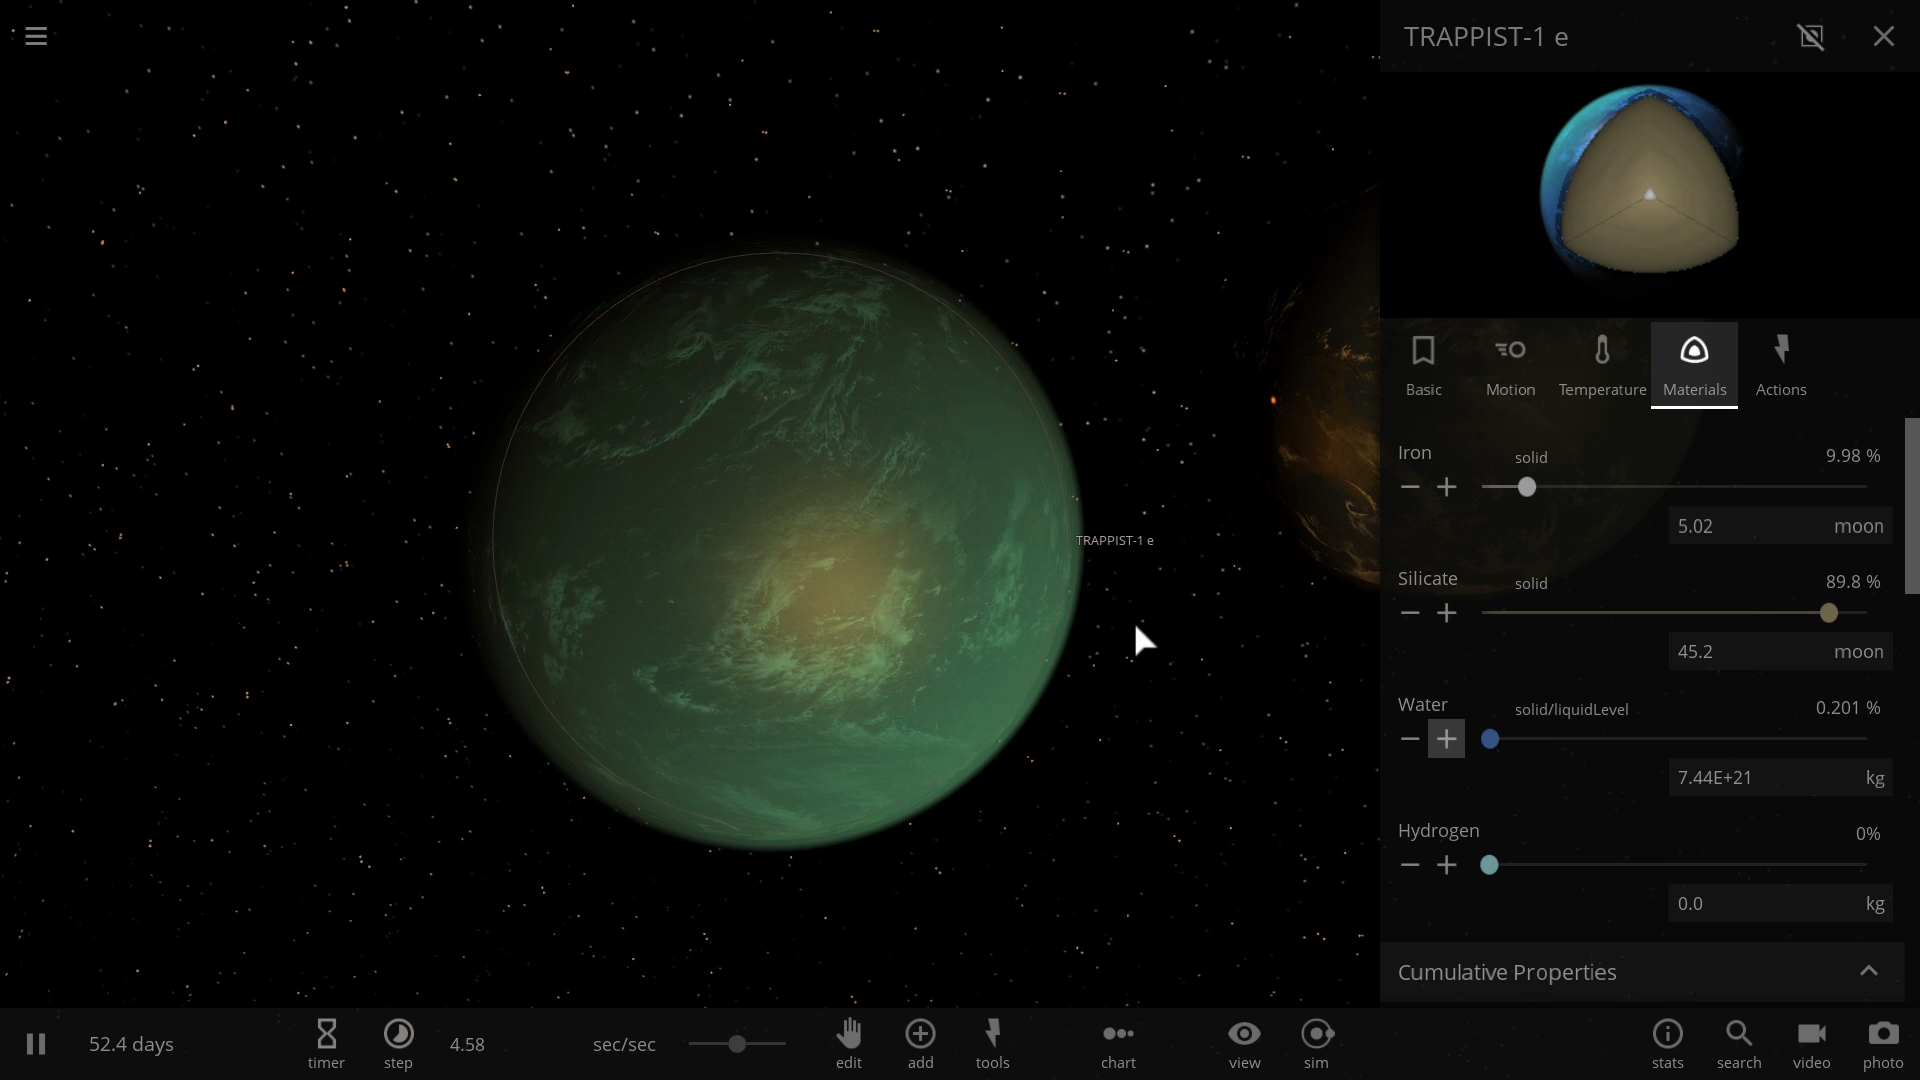 TRAPPIST-1 e
Basic
Motion
Temperature
Materials
Actions
Iron solid 9.98 %
5.02 moon
TRAPPIST-1 e
Silicate solid 89.8 %
45.2 moon
Water solid/liquidLevel 0.201 %
7.44E+21 kg
Hydrogen 0%
0.0 kg
Cumulative Properties
52.4 days
timer
step
4.58 sec/sec
edit
add
tools
chart
view
sim
stats
search
video
photo